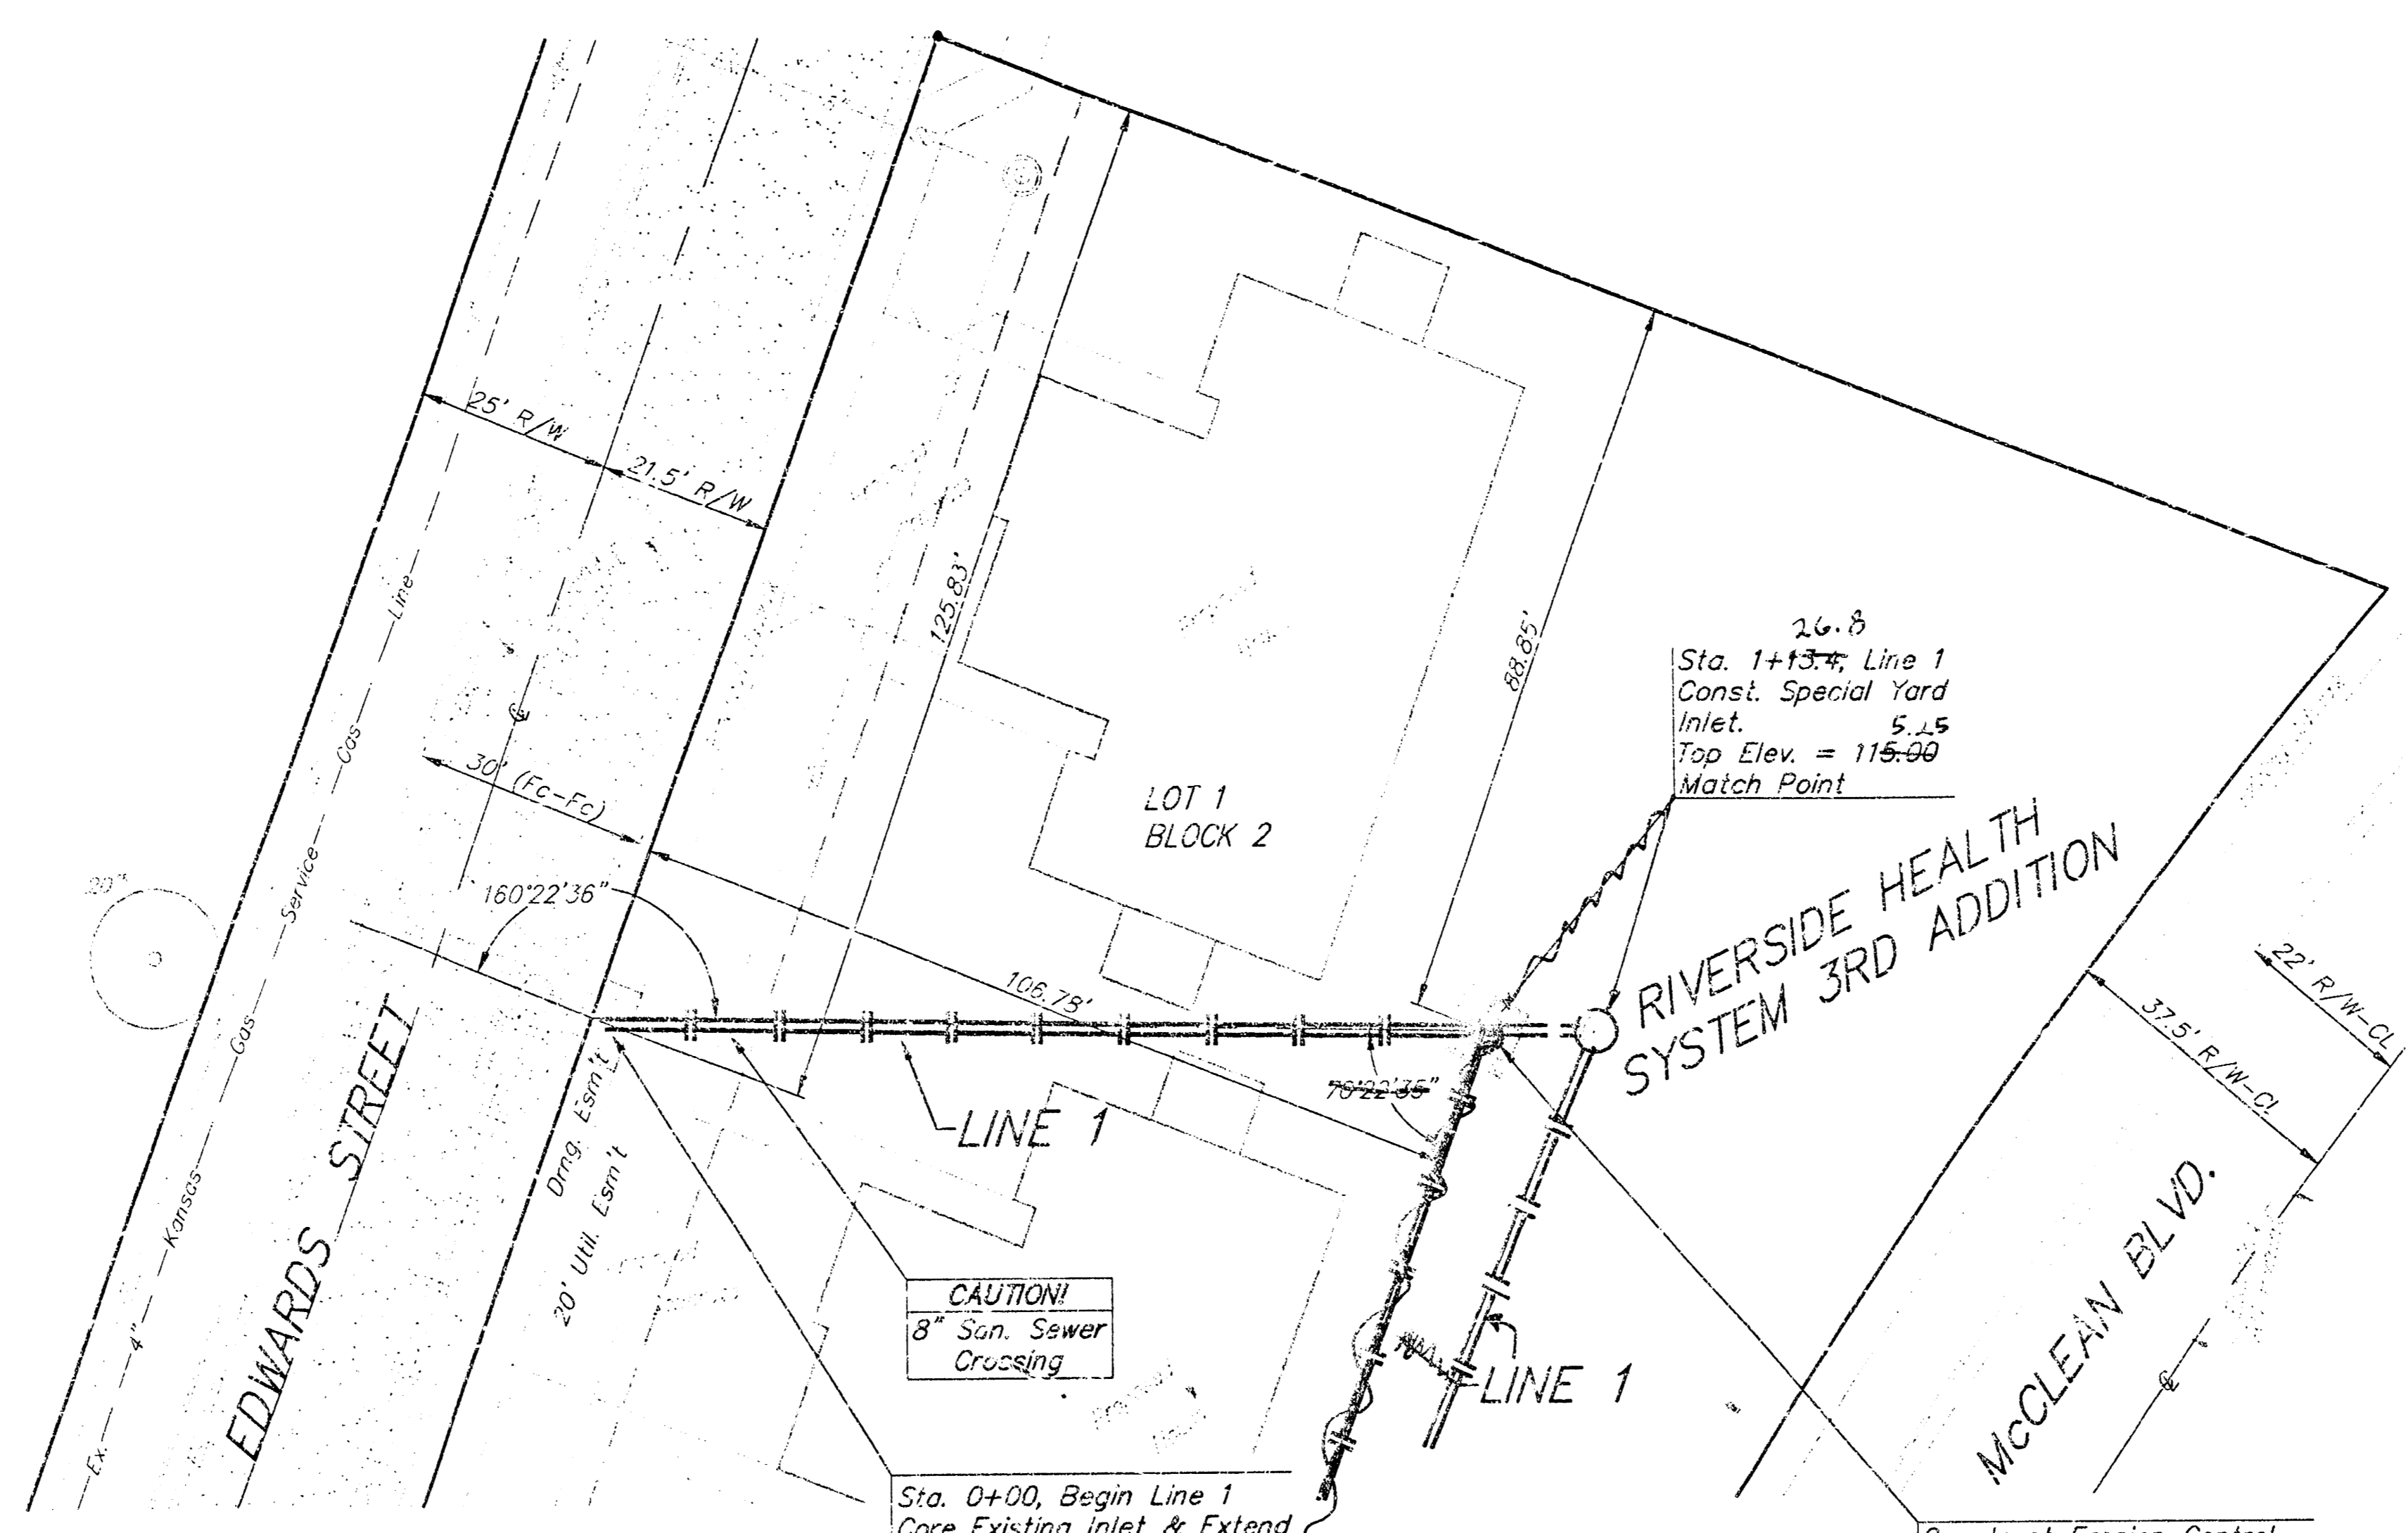 25' R/W
21.5' R/W
125.83'
88.85'
26.8
Sta. 1+13.4, Line 1
Const. Special Yard
Inlet.
5.25
Top Elev. = 115.00
Match Point
30' (Fc-Fc)
LOT 1
BLOCK 2
160°22'36"
20"
106.78'
RIVERSIDE HEALTH
SYSTEM 3RD ADDITION
22' R/W-CL
37.5' R/W-CL
70°22'35"
LINE 1
Drng. Esm't
20' Util. Esm't
CAUTION!
8" San. Sewer
Crossing
LINE 1
EDWARDS STREET
Ex. 4" Kansas Gas Service Gas Line
McCLEAN BLVD.
Sta. 0+00, Begin Line 1
Core Existing Inlet & Extend
Erosion Control